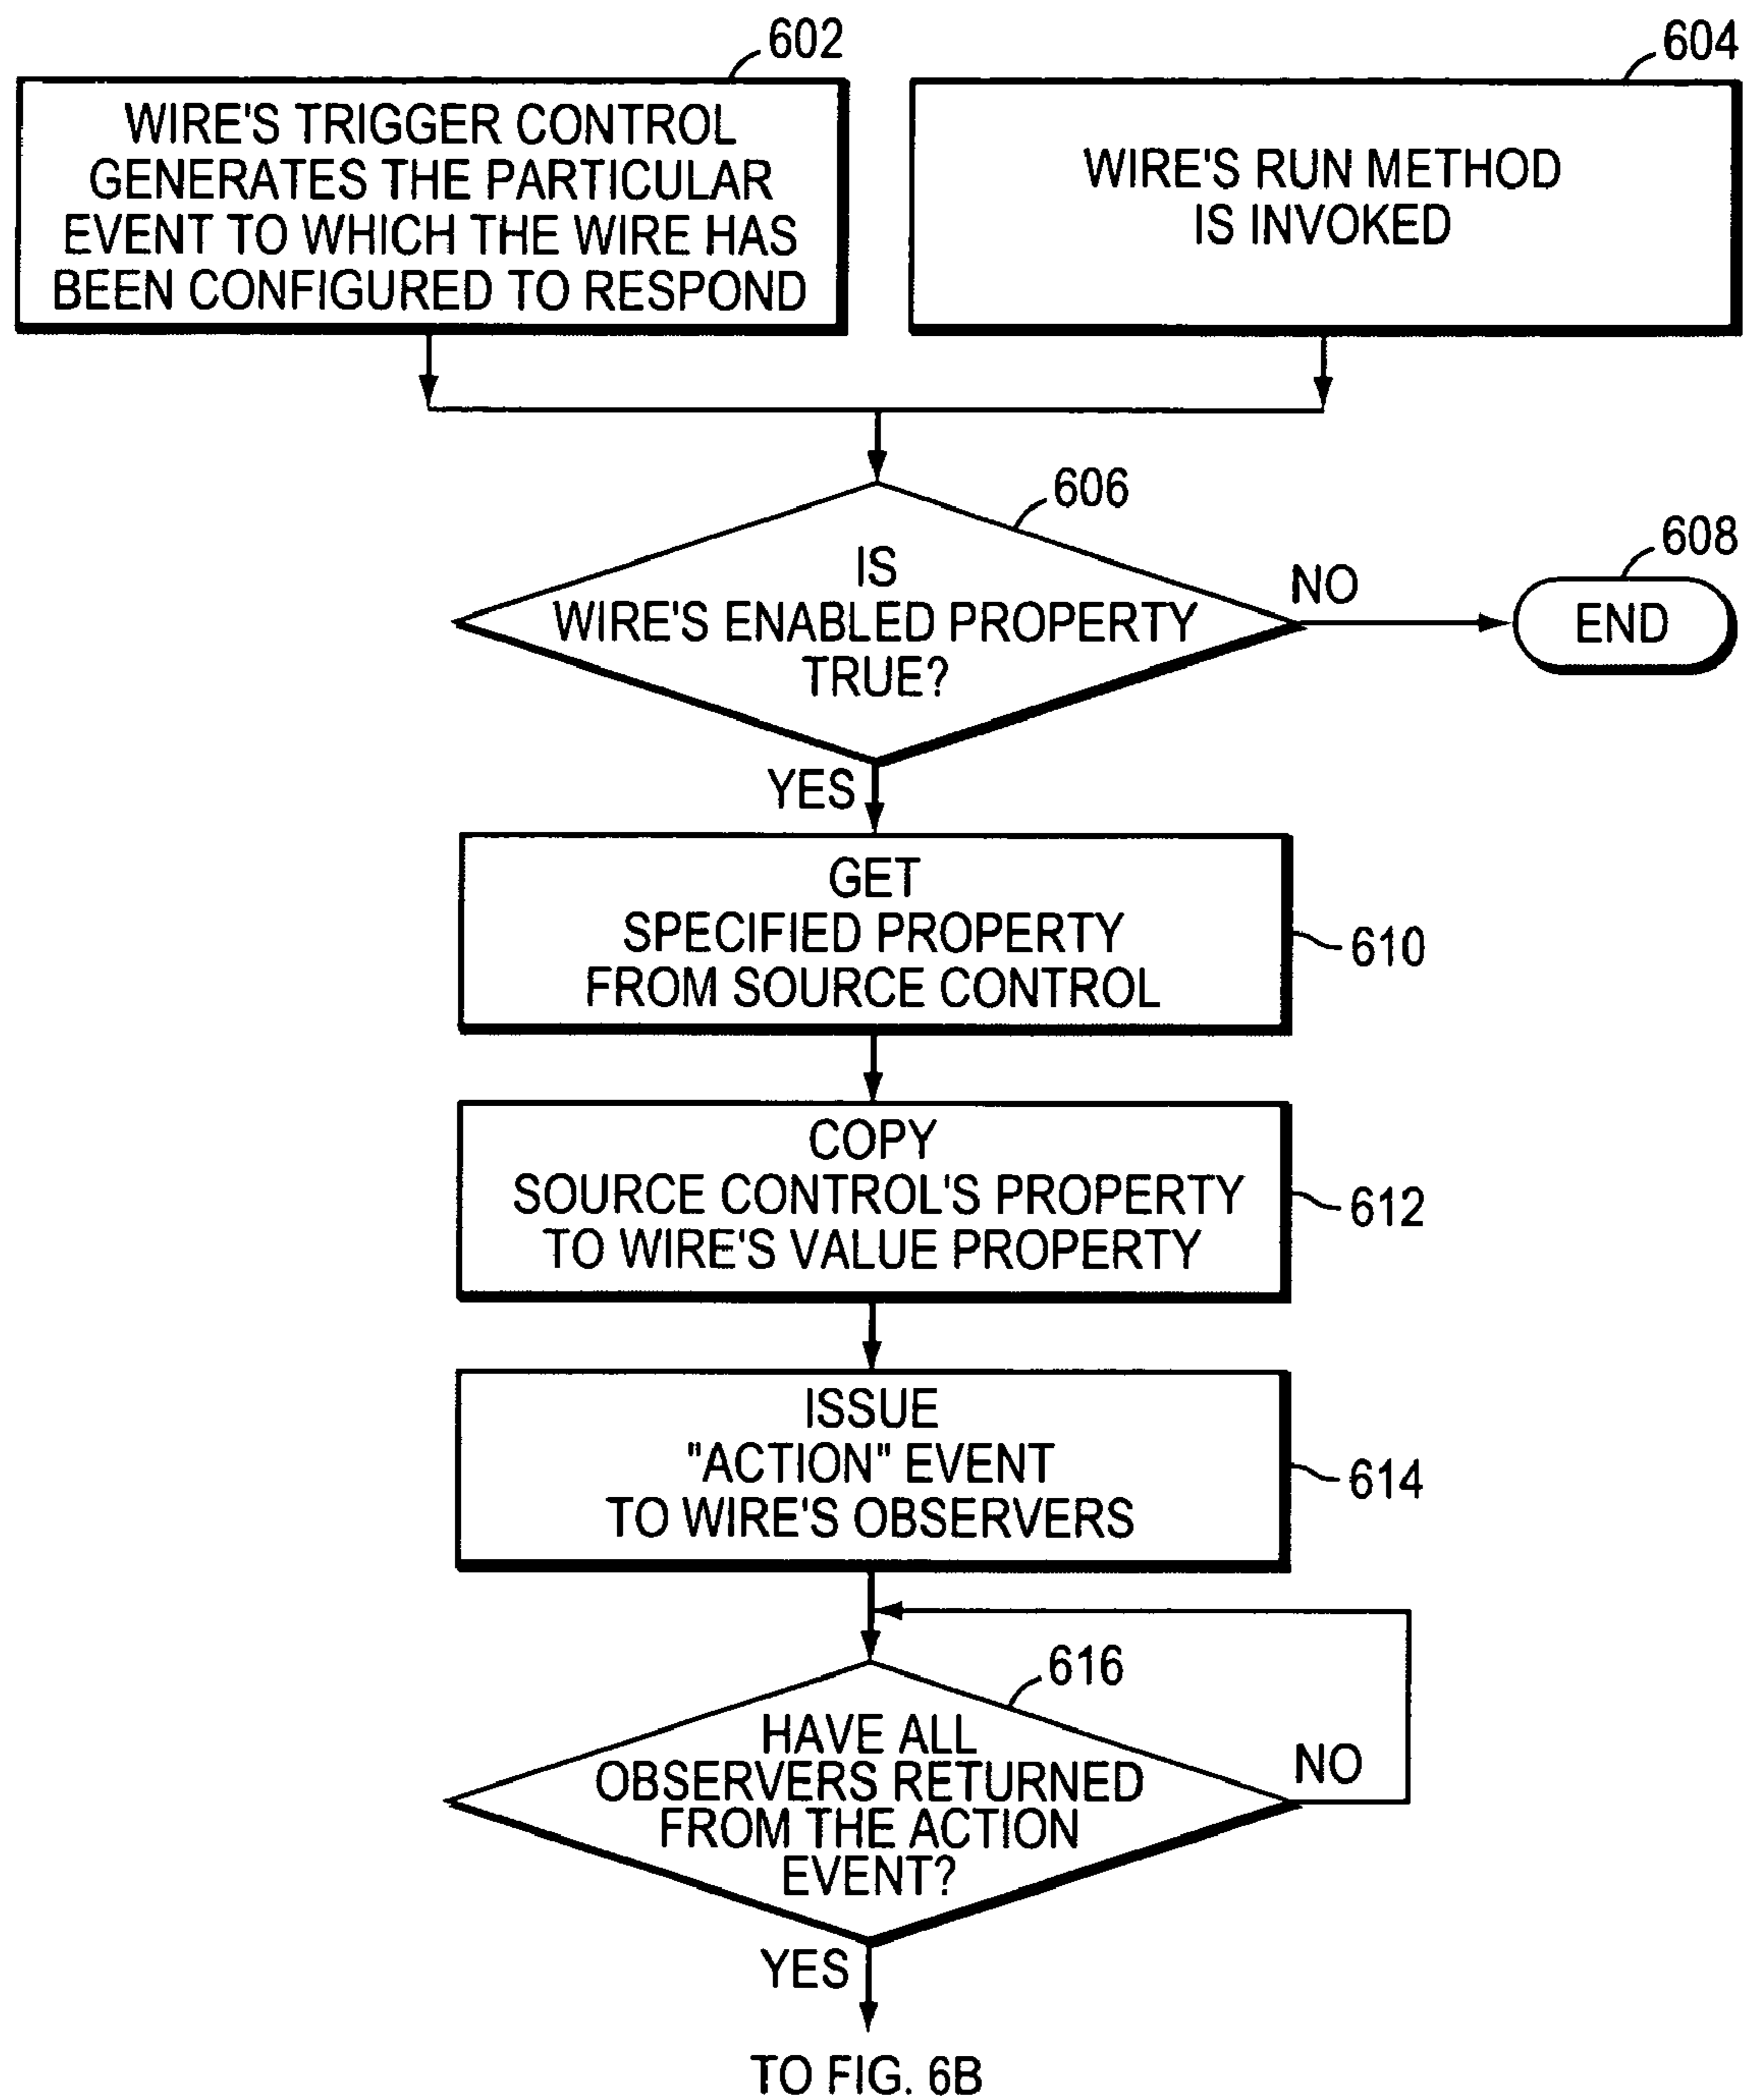 602
WIRE'S TRIGGER CONTROL
GENERATES THE PARTICULAR
EVENT TO WHICH THE WIRE HAS
BEEN CONFIGURED TO RESPOND
604
WIRE'S RUN METHOD
IS INVOKED
606
IS
WIRE'S ENABLED PROPERTY
TRUE?
NO
608
END
YES
GET
SPECIFIED PROPERTY
FROM SOURCE CONTROL
610
COPY
SOURCE CONTROL'S PROPERTY
TO WIRE'S VALUE PROPERTY
612
ISSUE
"ACTION" EVENT
TO WIRE'S OBSERVERS
614
616
HAVE ALL
OBSERVERS RETURNED
FROM THE ACTION
EVENT?
NO
YES
TO FIG. 6B